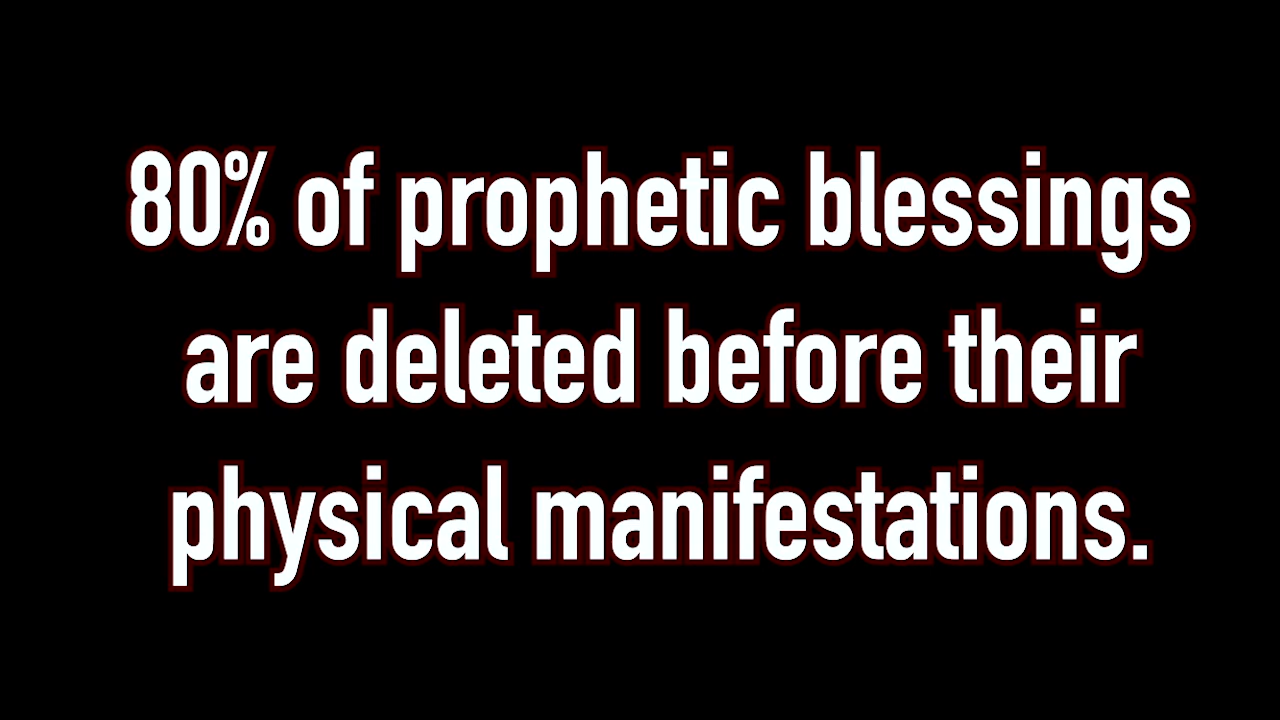 80% of prophetic blessings
are deleted before their
physical manifestations.